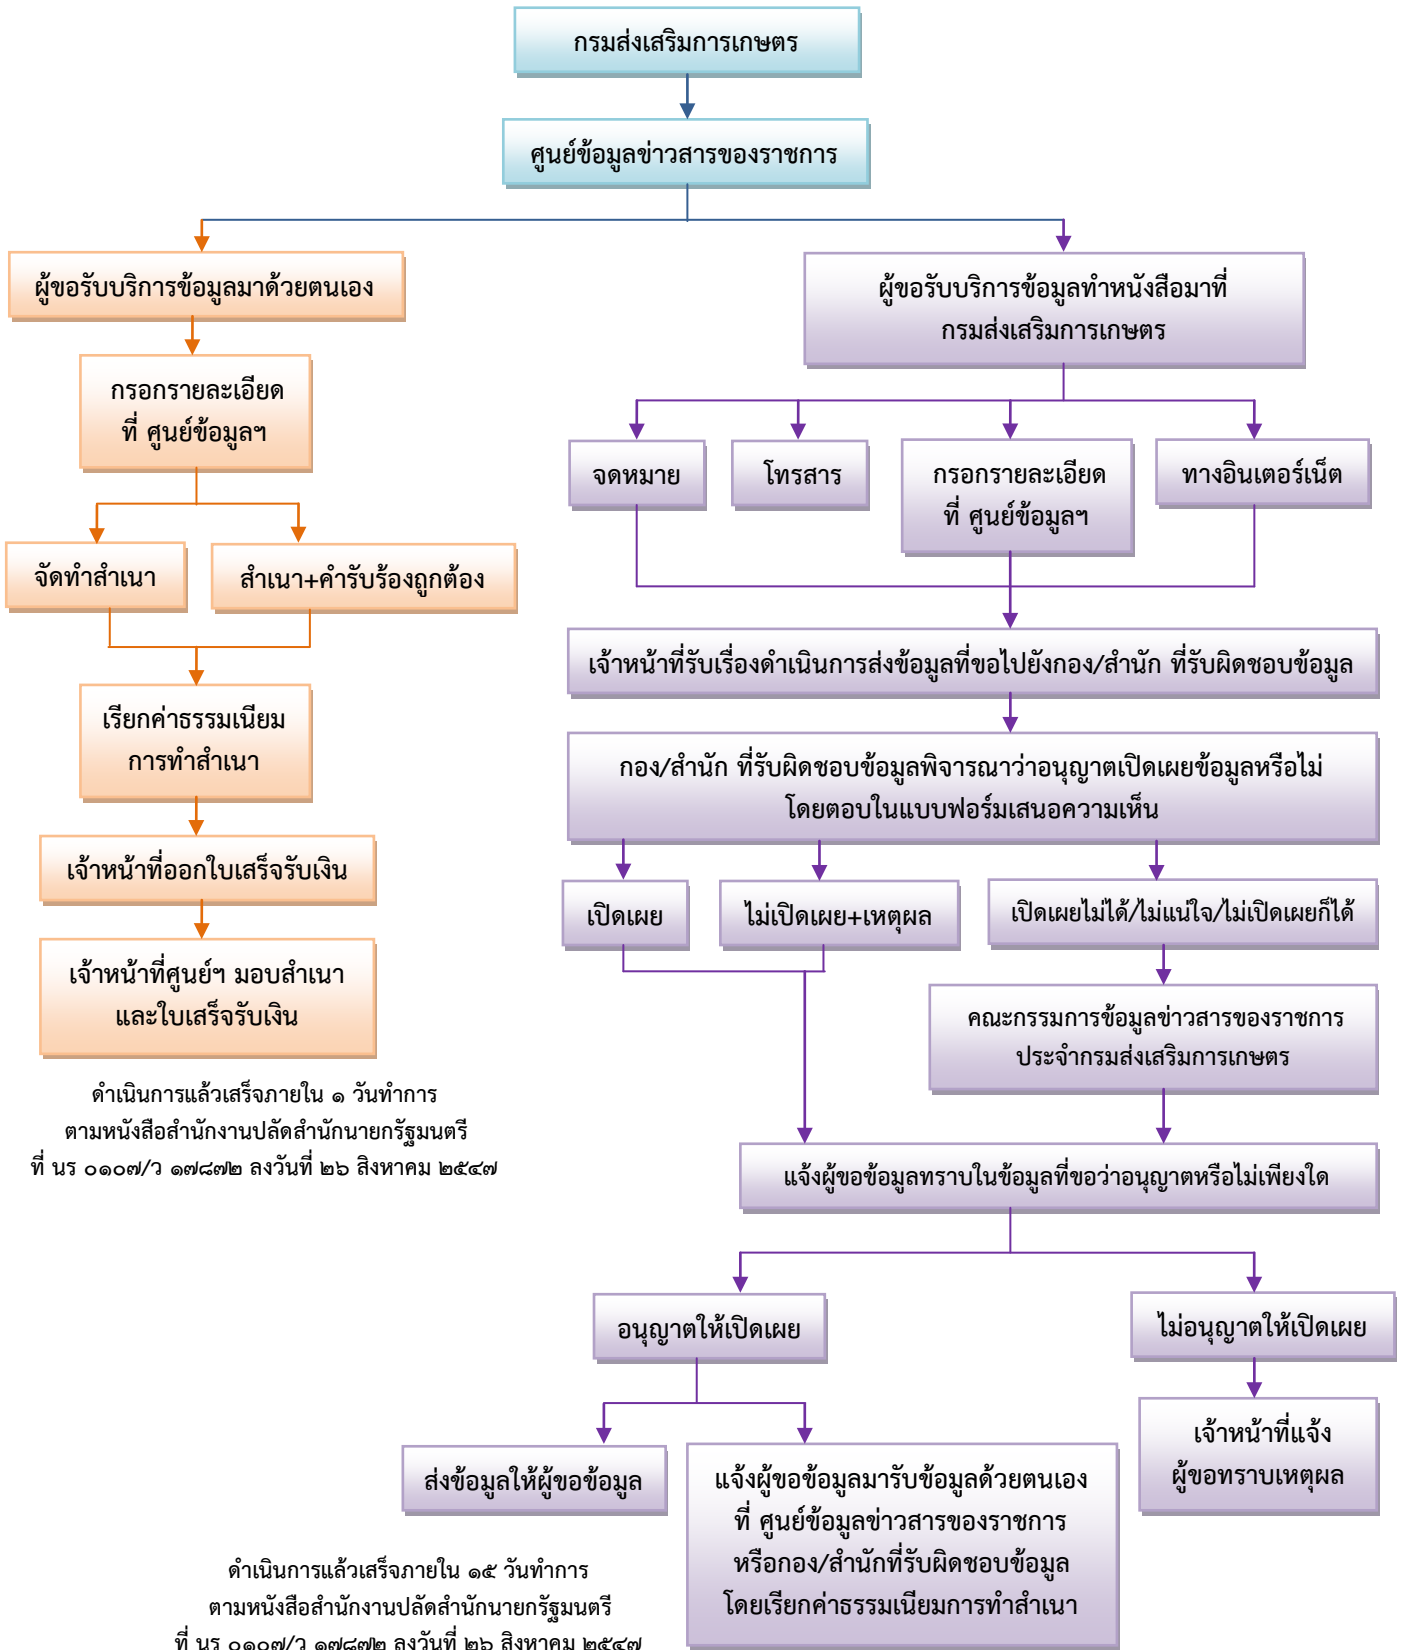 กรมส่งเสริมการเกษตร
ศูนย์ข้อมูลข่าวสารของราชการ
ผู้ขอรับบริการข้อมูลมาด้วยตนเอง
กรอกรายละเอียด
ที่ ศูนย์ข้อมูลฯ
จัดทำสำเนา
สำเนา+คำรับร้องถูกต้อง
เรียกค่าธรรมเนียม
การทำสำเนา
เจ้าหน้าที่ออกใบเสร็จรับเงิน
เจ้าหน้าที่ศูนย์ฯ มอบสำเนา
และใบเสร็จรับเงิน
ดำเนินการแล้วเสร็จภายใน ๑ วันทำการ
ตามหนังสือสำนักงานปลัดสำนักนายกรัฐมนตรี
ที่ นร ๐๑๐๗/ว ๑๗๘๗๒ ลงวันที่ ๒๖ สิงหาคม ๒๕๔๗
ผู้ขอรับบริการข้อมูลทำหนังสือมาที่
กรมส่งเสริมการเกษตร
จดหมาย
โทรสาร
กรอกรายละเอียด
ที่ ศูนย์ข้อมูลฯ
ทางอินเตอร์เน็ต
เจ้าหน้าที่รับเรื่องดำเนินการส่งข้อมูลที่ขอไปยังกอง/สำนัก ที่รับผิดชอบข้อมูล
กอง/สำนัก ที่รับผิดชอบข้อมูลพิจารณาว่าอนุญาตเปิดเผยข้อมูลหรือไม่
โดยตอบในแบบฟอร์มเสนอความเห็น
เปิดเผย
ไม่เปิดเผย+เหตุผล
เปิดเผยไม่ได้/ไม่แน่ใจ/ไม่เปิดเผยก็ได้
คณะกรรมการข้อมูลข่าวสารของราชการ
ประจำกรมส่งเสริมการเกษตร
แจ้งผู้ขอข้อมูลทราบในข้อมูลที่ขอว่าอนุญาตหรือไม่เพียงใด
อนุญาตให้เปิดเผย
ไม่อนุญาตให้เปิดเผย
ส่งข้อมูลให้ผู้ขอข้อมูล
แจ้งผู้ขอข้อมูลมารับข้อมูลด้วยตนเอง
ที่ ศูนย์ข้อมูลข่าวสารของราชการ
หรือกอง/สำนักที่รับผิดชอบข้อมูล
โดยเรียกค่าธรรมเนียมการทำสำเนา
เจ้าหน้าที่แจ้ง
ผู้ขอทราบเหตุผล
ดำเนินการแล้วเสร็จภายใน ๑๕ วันทำการ
ตามหนังสือสำนักงานปลัดสำนักนายกรัฐมนตรี
ที่ นร ๐๑๐๗/ว ๑๗๘๗๒ ลงวันที่ ๒๖ สิงหาคม ๒๕๔๗